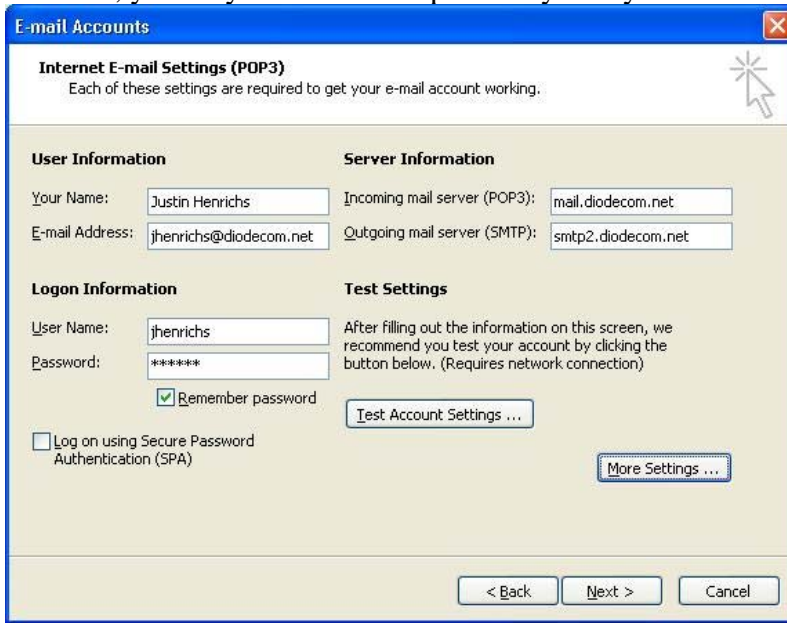 E-mail Accounts
Internet E-mail Settings (POP3)
Each of these settings are required to get your e-mail account working.
User Information
Your Name: Justin Henrichs
E-mail Address: jhenrichs@diodecom.net
Server Information
Incoming mail server (POP3): mail.diodecom.net
Outgoing mail server (SMTP): smtp2.diodecom.net
Logon Information
User Name: jhenrichs
Password: ******
Remember password
Log on using Secure Password
Authentication (SPA)
Test Settings
After filling out the information on this screen, we
recommend you test your account by clicking the
button below. (Requires network connection)
Test Account Settings ...
More Settings ...
< Back
Next >
Cancel